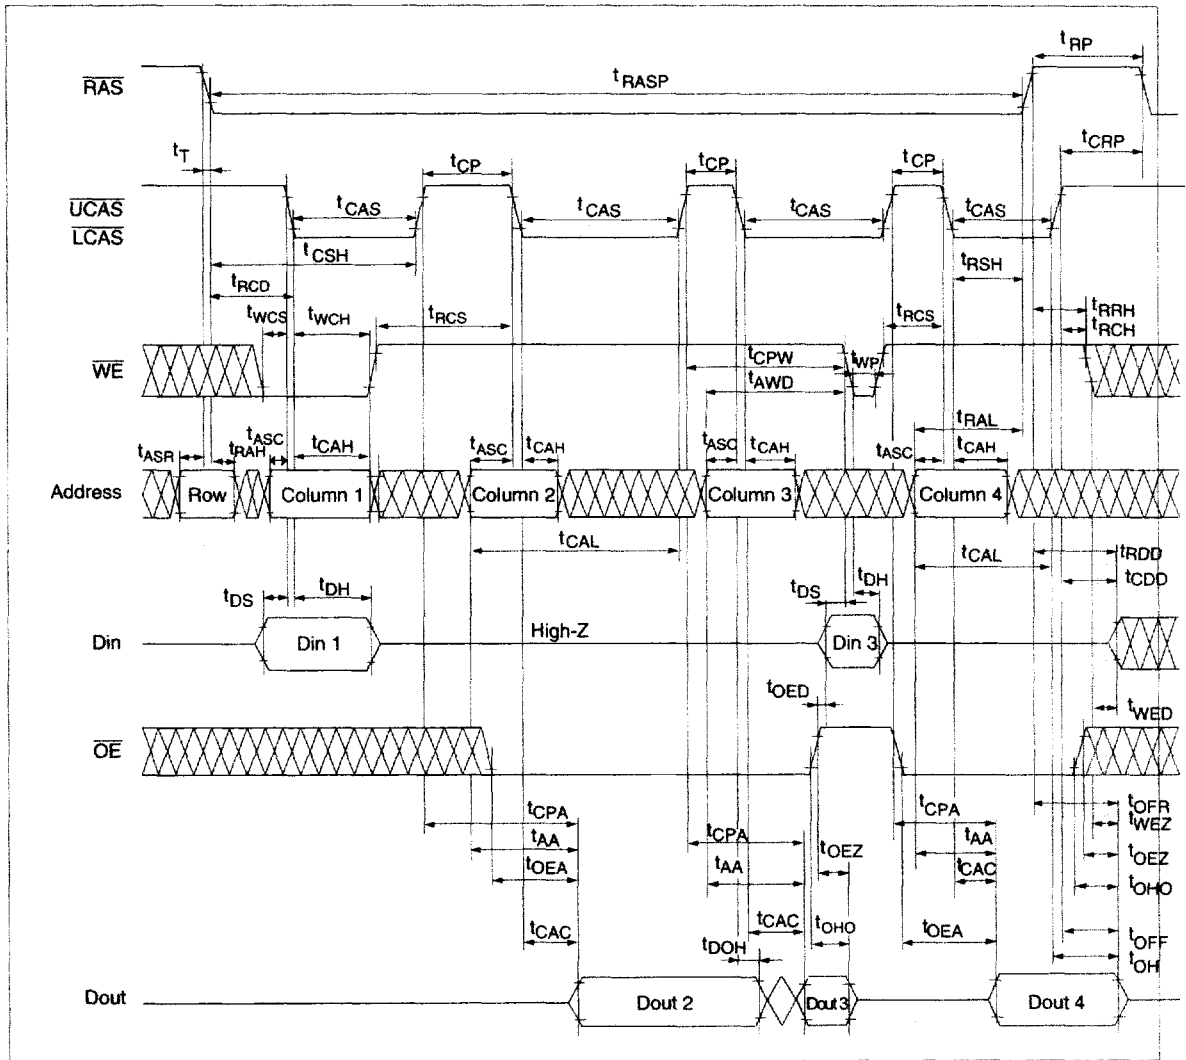 tRP
RAS
tRASP
tT
tCP
tCP
tCP
tCRP
UCAS
LCAS
tCAS
tCAS
tCAS
tCAS
tCSH
tRSH
tRCD
tWCS
tWCH
tRCS
tRCS
tRRH
tRCH
WE
tCPW
tWP
tAWD
tRAL
tASR
tRAH
tASC
tCAH
tASC
tCAH
tASC
tCAH
tASC
tCAH
Address
Row
Column 1
Column 2
Column 3
Column 4
tCAL
tCAL
tRDD
tCDD
tDS
tDH
tDS
tDH
Din
Din 1
High-Z
Din 3
tOED
tWED
OE
tCPA
tCPA
tCPA
tOFR
tWEZ
tAA
tAA
tOEZ
tAA
tOEZ
tOEA
tCAC
tOHO
tCAC
tCAC
tOHO
tOEA
tOFF
tDOH
tOH
Dout
Dout 2
Dout 3
Dout 4